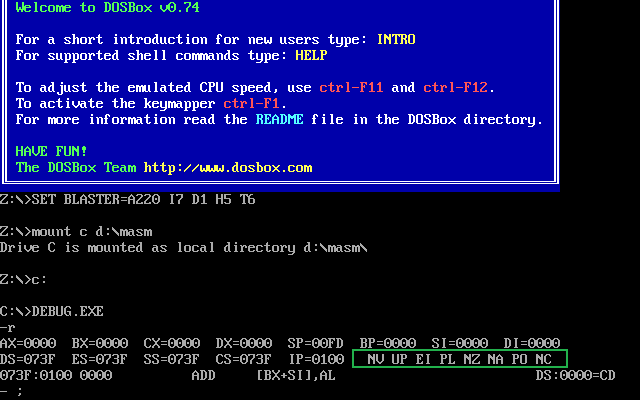 Welcome to DOSBox v0.74
For a short introduction for new users type: INTRO
For supported shell commands type: HELP
To adjust the emulated CPU speed, use ctrl-F11 and ctrl-F12.
To activate the keymapper ctrl-F1.
For more information read the README file in the DOSBox directory.
HAVE FUN!
The DOSBox Team http://www.dosbox.com
Z:\>SET BLASTER=A220 I7 D1 H5 T6
Z:\>mount c d:\masm
Drive C is mounted as local directory d:\masm\
Z:\>c:
C:\>DEBUG.EXE
-r
AX=0000 BX=0000 CX=0000 DX=0000 SP=00FD BP=0000 SI=0000 DI=0000
DS=073F ES=073F SS=073F CS=073F IP=0100 NV UP EI PL NZ NA PO NC
073F:0100 0000 ADD [BX+SI],AL DS:0000=CD
- ;